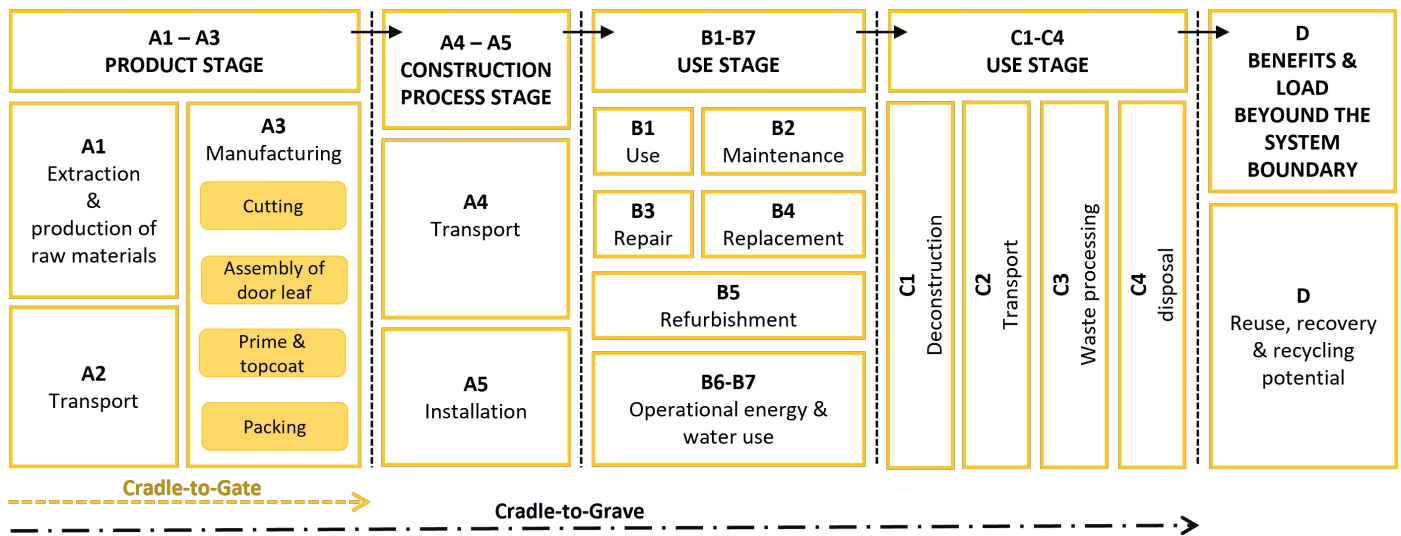 A1 – A3
PRODUCT STAGE
A1
Extraction
&
production of
raw materials
A2
Transport
A3
Manufacturing
Cutting
Assembly of
door leaf
Prime &
topcoat
Packing
A4 – A5
CONSTRUCTION
PROCESS STAGE
A4
Transport
A5
Installation
B1-B7
USE STAGE
B1
Use
B2
Maintenance
B3
Repair
B4
Replacement
B5
Refurbishment
B6-B7
Operational energy &
water use
C1-C4
USE STAGE
C1
Deconstruction
C2
Transport
C3
Waste processing
C4
disposal
D
BENEFITS &
LOAD
BEYOUND THE
SYSTEM
BOUNDARY
D
Reuse, recovery
& recycling
potential
Cradle-to-Gate
Cradle-to-Grave